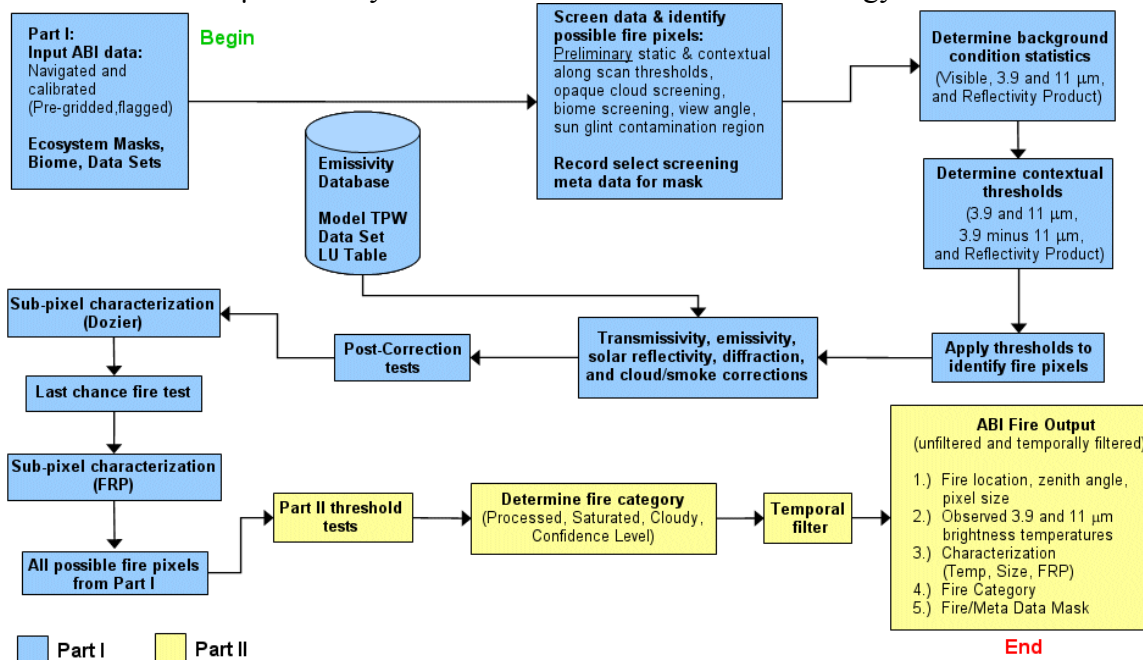 Part I:
Input ABI data:
Navigated and
calibrated
(Pre-gridded,flagged)
Ecosystem Masks,
Biome, Data Sets
Begin
Screen data & identify
possible fire pixels:
Preliminary static & contextual
along scan thresholds,
opaque cloud screening,
biome screening, view angle,
sun glint contamination region
Record select screening
meta data for mask
Determine background
condition statistics
(Visible, 3.9 and 11 μm,
and Reflectivity Product)
Emissivity
Database
Model TPW
Data Set
LU Table
Determine contextual
thresholds
(3.9 and 11 μm,
3.9 minus 11 μm,
and Reflectivity Product)
Apply thresholds to
identify fire pixels
Transmissivity, emissivity,
solar reflectivity, diffraction,
and cloud/smoke corrections
Post-Correction
tests
Sub-pixel characterization
(Dozier)
Last chance fire test
Sub-pixel characterization
(FRP)
All possible fire pixels
from Part I
Part II threshold
tests
Determine fire category
(Processed, Saturated, Cloudy,
Confidence Level)
Temporal
filter
ABI Fire Output
(unfiltered and temporally filtered)
1.) Fire location, zenith angle,
pixel size
2.) Observed 3.9 and 11 μm
brightness temperatures
3.) Characterization
(Temp, Size, FRP)
4.) Fire Category
5.) Fire/Meta Data Mask
End
Part I
Part II